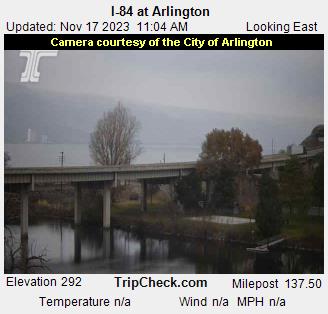 I-84 at Arlington
Updated: Nov 17 2023 11:04 AM Looking East
Camera courtesy of the City of Arlington
Elevation 292 TripCheck.com Milepost 137.50
Temperature n/a Wind n/a MPH n/a